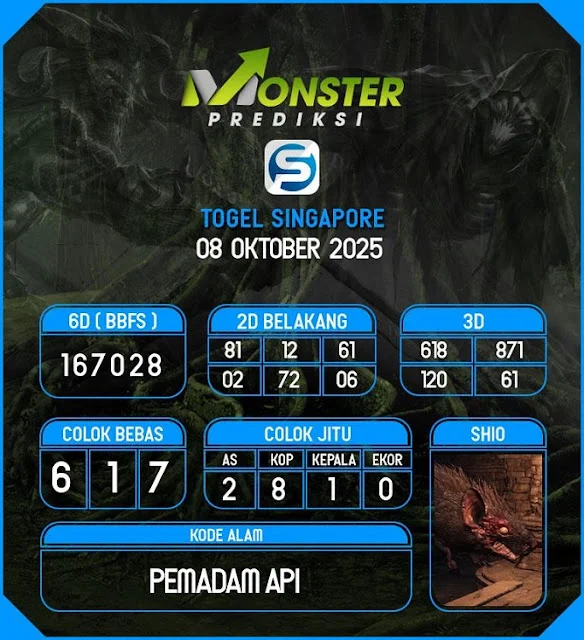 MONSTER
PREDIKSI
S
TOGEL SINGAPORE
08 OKTOBER 2025
6D ( BBFS )
167028
2D BELAKANG
81 12 61
02 72 06
3D
618 871
120 61
COLOK BEBAS
6 1 7
COLOK JITU
AS KOP KEPALA EKOR
2 8 1 0
SHIO
KODE ALAM
PEMADAM API